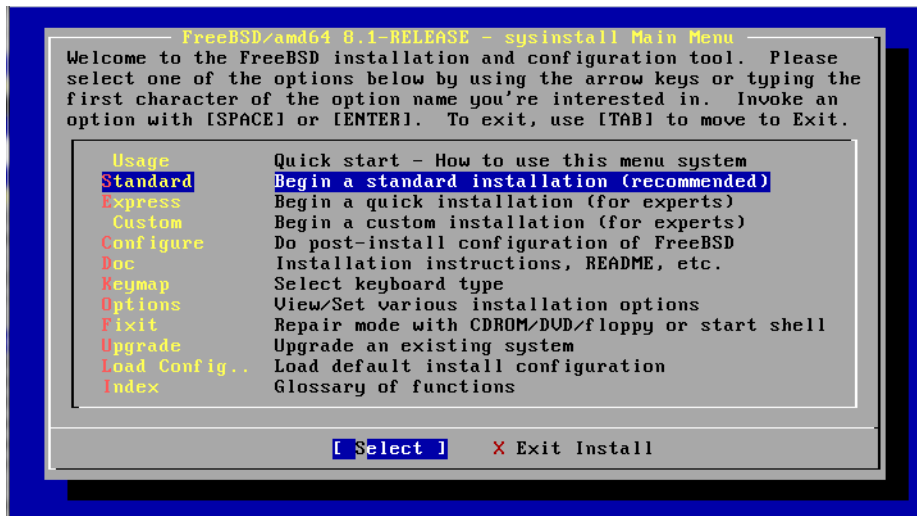 FreeBSD/amd64 8.1-RELEASE - sysinstall Main Menu
Welcome to the FreeBSD installation and configuration tool.  Please
select one of the options below by using the arrow keys or typing the
first character of the option name you're interested in.  Invoke an
option with [SPACE] or [ENTER].  To exit, use [TAB] to move to Exit.
Usage Quick start - How to use this menu system
Standard Begin a standard installation (recommended)
Express Begin a quick installation (for experts)
Custom Begin a custom installation (for experts)
Configure Do post-install configuration of FreeBSD
Doc Installation instructions, README, etc.
Keymap Select keyboard type
Options View/Set various installation options
Fixit Repair mode with CDROM/DVD/floppy or start shell
Upgrade Upgrade an existing system
Load Config.. Load default install configuration
Index Glossary of functions
[ Select ] X Exit Install